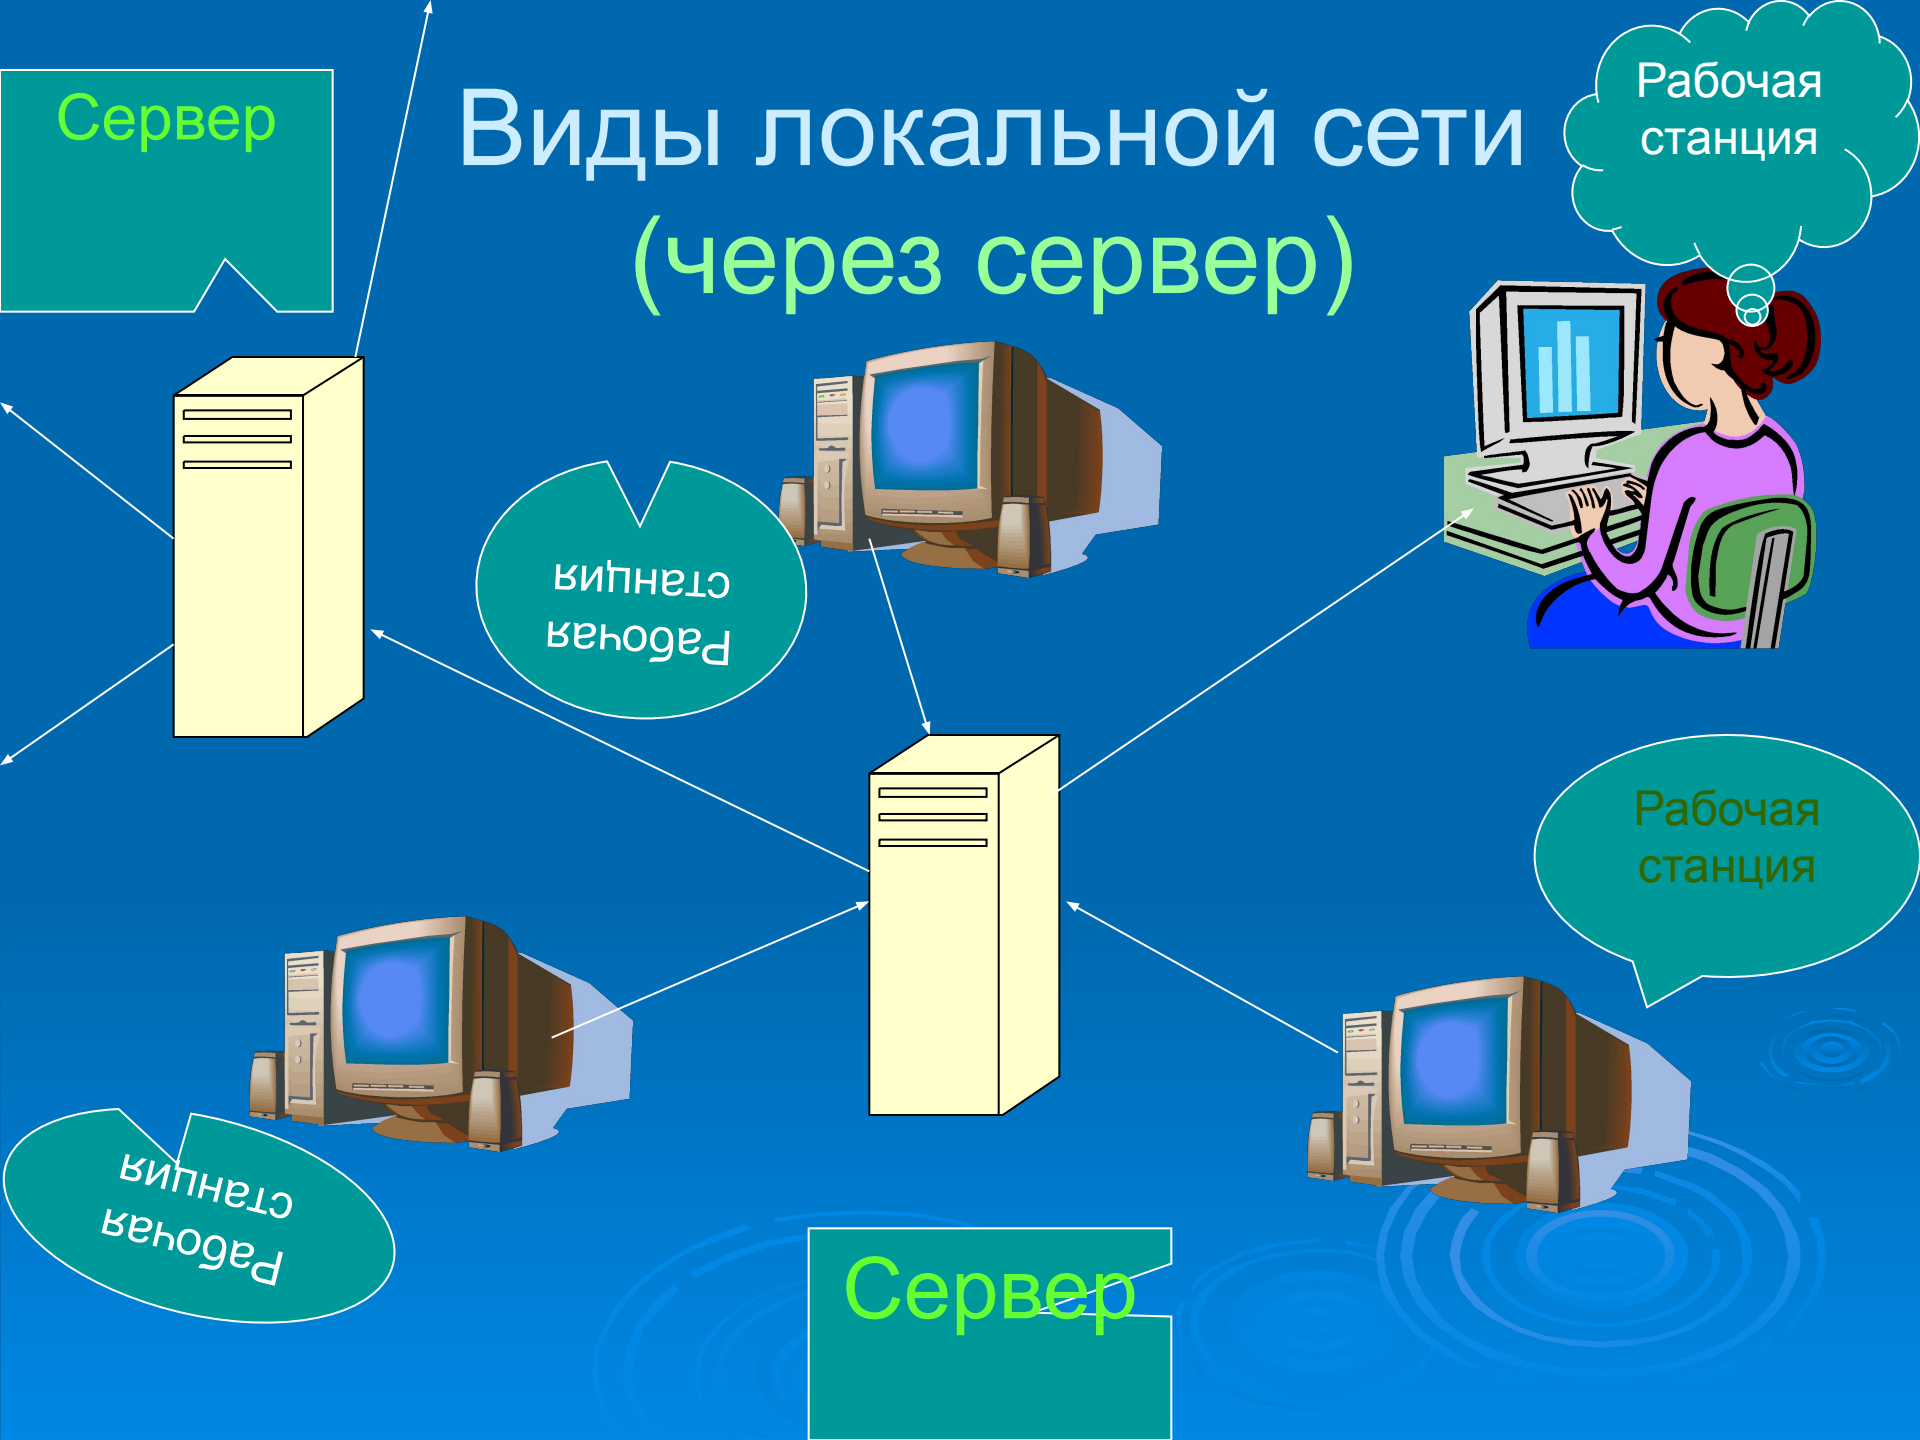 Сервер
Виды локальной сети
(через сервер)
Рабочая
станция
Рабочая
станция
Рабочая
станция
Рабочая
станция
Сервер